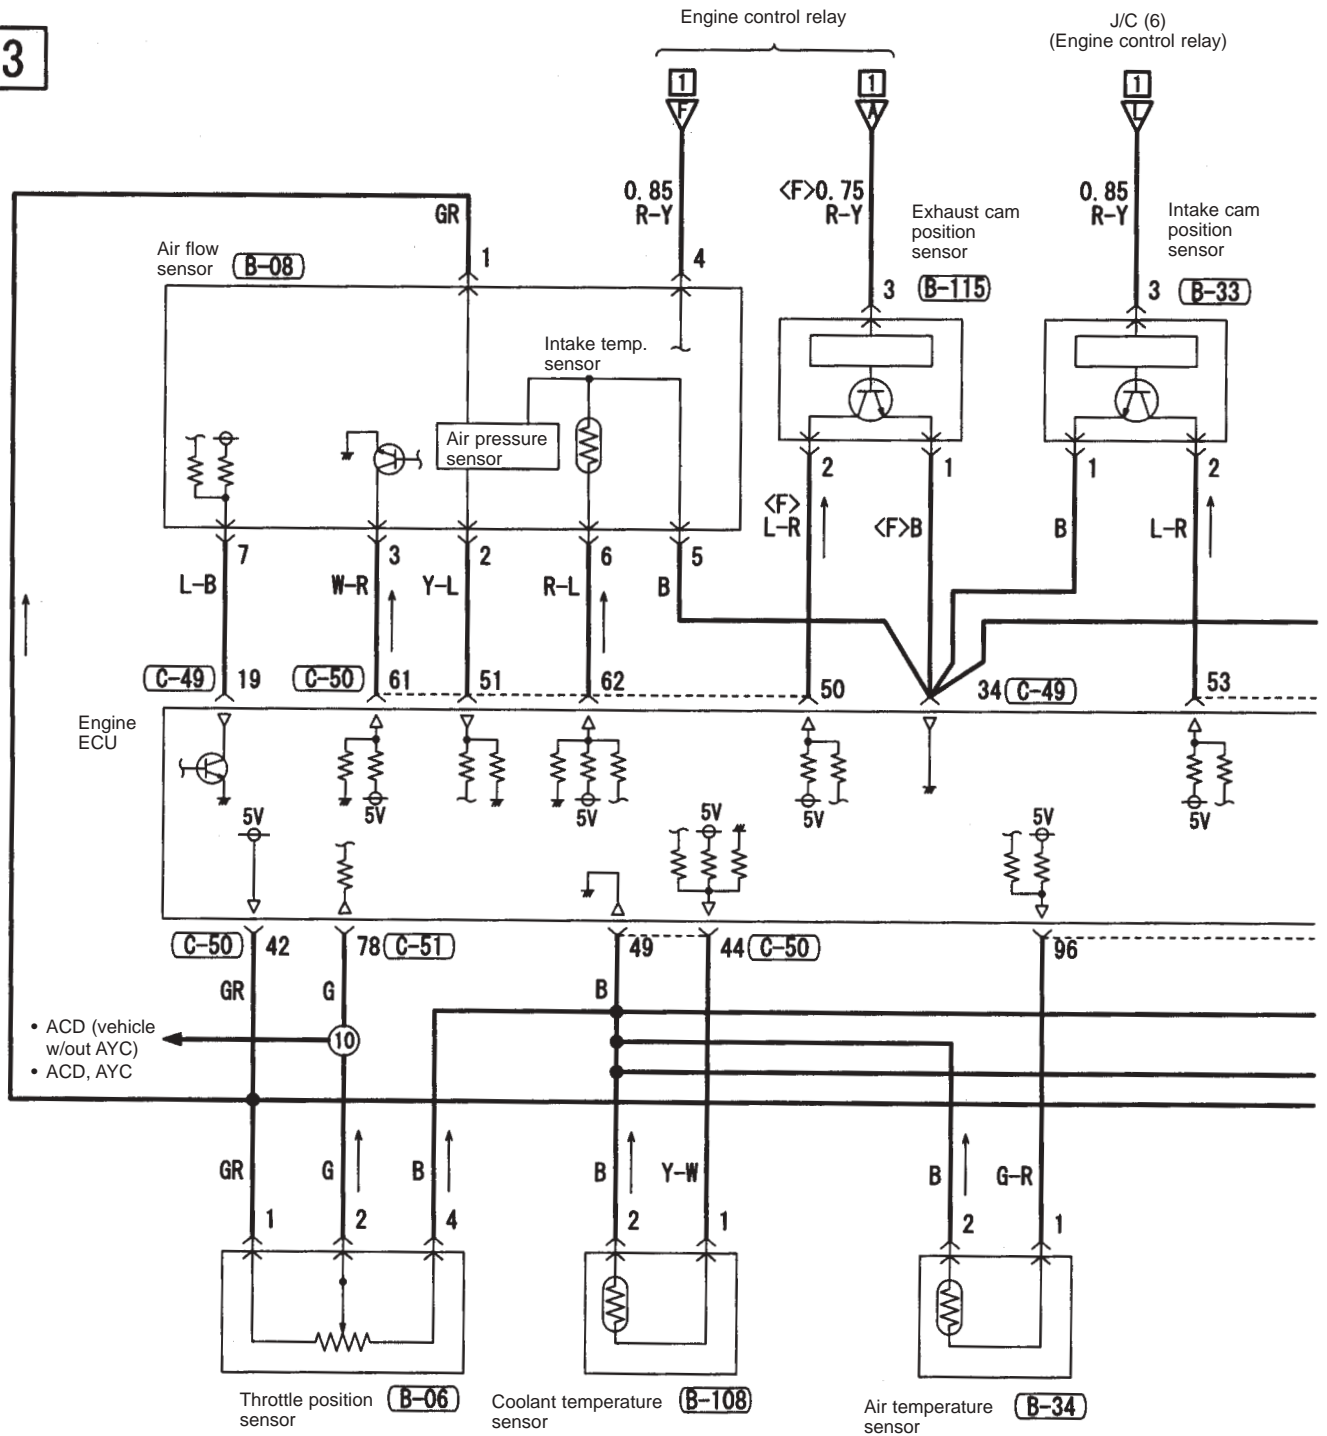 Engine control relay
J/C (6)
(Engine control relay)
3
1
1
1
F
A
L
0.85
R-Y
<F>0.75
R-Y
0.85
R-Y
GR
Exhaust cam
position
sensor
Intake cam
position
sensor
Air flow
sensor
B-08
1
4
3
B-115
3
B-33
Intake temp.
sensor
Air pressure
sensor
2
1
1
2
<F>
L-R
<F>B
B
L-R
7
3
2
6
5
L-B
W-R
Y-L
R-L
B
C-49
19
C-50
61
51
62
50
34
C-49
53
Engine
ECU
5V
5V
5V
5V
5V
5V
5V
C-50
42
78
C-51
49
44
C-50
96
GR
G
B
• ACD (vehicle
w/out AYC)
• ACD, AYC
10
GR
G
B
B
Y-W
B
G-R
1
2
4
2
1
2
1
Throttle position
sensor
B-06
Coolant temperature
sensor
B-108
Air temperature
sensor
B-34